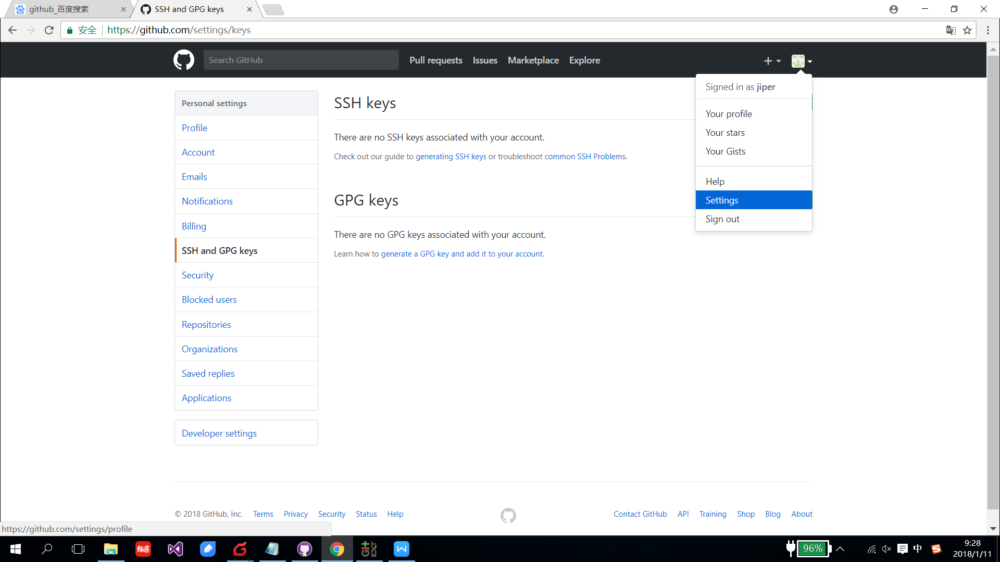 github_百度搜索
SSH and GPG keys
安全
https://github.com/settings/keys
Search GitHub
Pull requests
Issues
Marketplace
Explore
Signed in as jiper
Your profile
Your stars
Your Gists
Help
Settings
Sign out
Personal settings
Profile
Account
Emails
Notifications
Billing
SSH and GPG keys
Security
Blocked users
Repositories
Organizations
Saved replies
Applications
Developer settings
SSH keys
There are no SSH keys associated with your account.
Check out our guide to generating SSH keys or troubleshoot common SSH Problems.
GPG keys
There are no GPG keys associated with your account.
Learn how to generate a GPG key and add it to your account.
© 2018 GitHub, Inc.
Terms
Privacy
Security
Status
Help
Contact GitHub
API
Training
Shop
Blog
About
https://github.com/settings/profile
有道
96%
中
9:28
2018/1/11